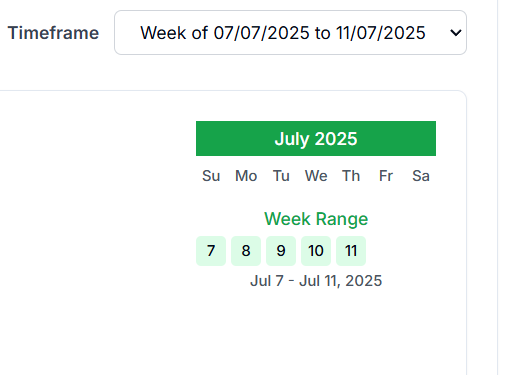 Timeframe
Week of 07/07/2025 to 11/07/2025
July 2025
Su Mo Tu We Th Fr Sa
Week Range
7 8 9 10 11
Jul 7 - Jul 11, 2025